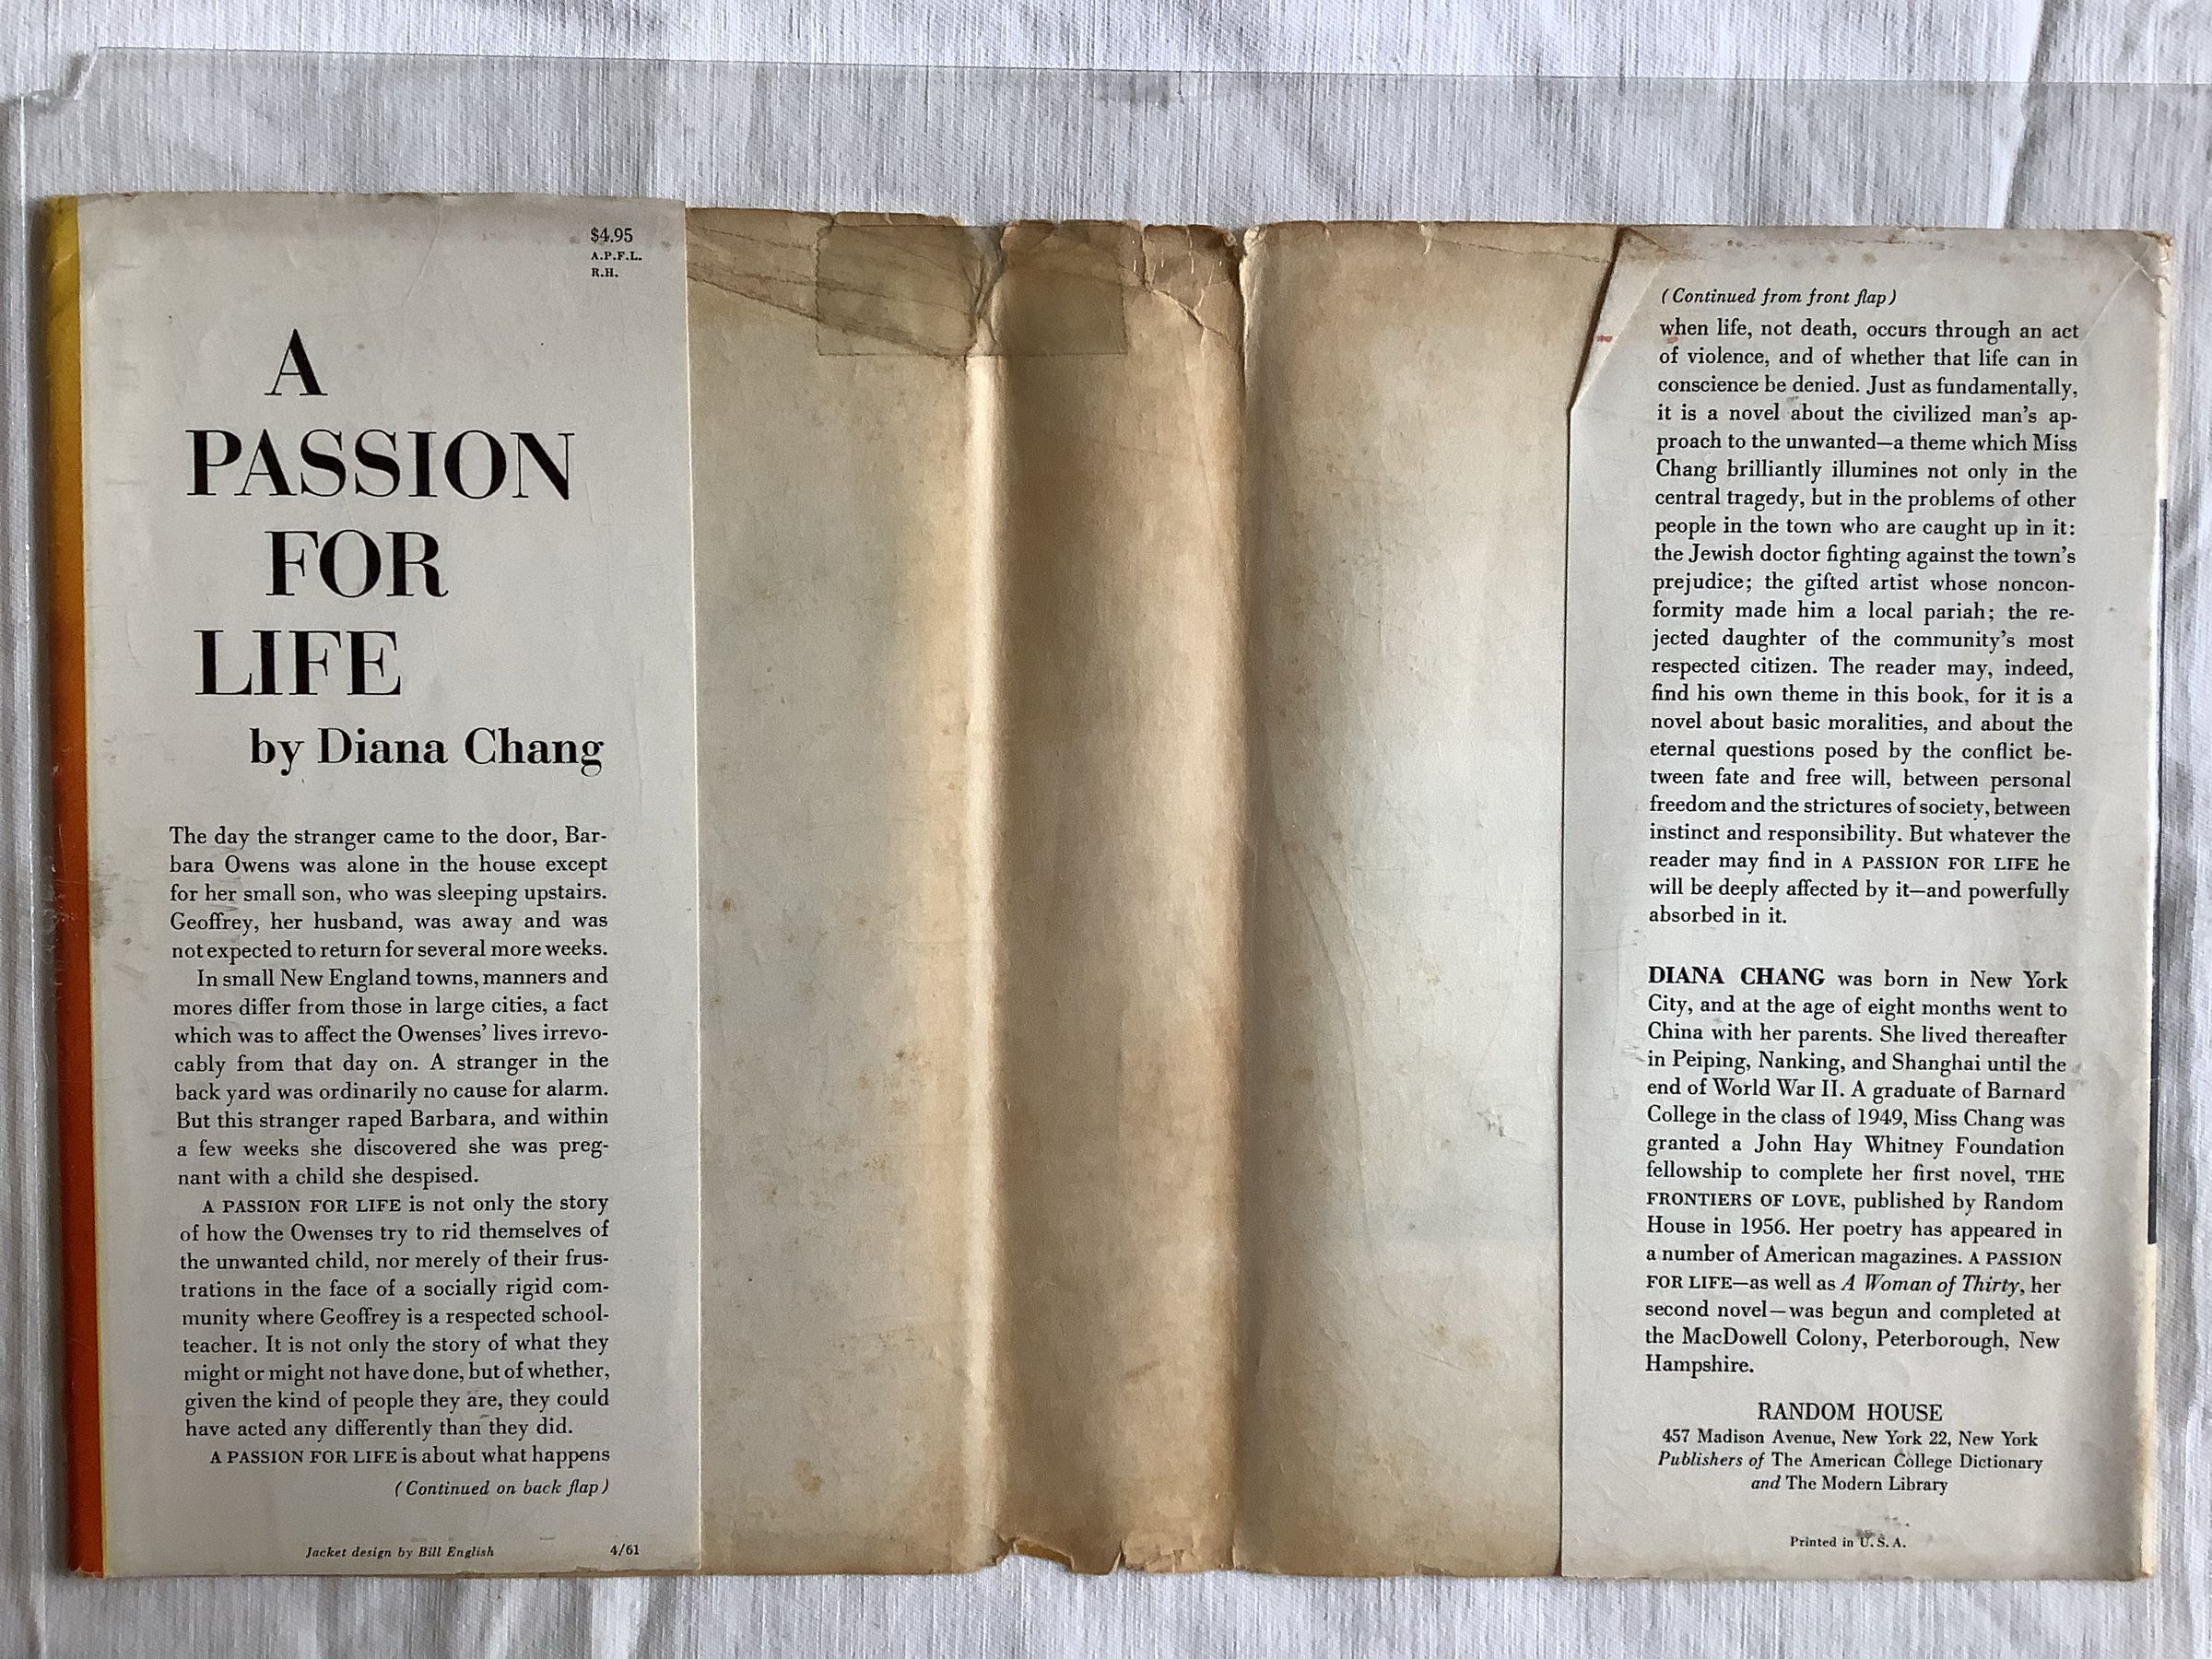 $4.95
A.P.F.L.
R.H.
A
PASSION
FOR
LIFE
by Diana Chang
The day the stranger came to the door, Bar-
bara Owens was alone in the house except
for her small son, who was sleeping upstairs.
Geoffrey, her husband, was away and was
not expected to return for several more weeks.
In small New England towns, manners and
mores differ from those in large cities, a fact
which was to affect the Owenses' lives irrevo-
cably from that day on. A stranger in the
back yard was ordinarily no cause for alarm.
But this stranger raped Barbara, and within
a few weeks she discovered she was preg-
nant with a child she despised.
A PASSION FOR LIFE is not only the story
of how the Owenses try to rid themselves of
the unwanted child, nor merely of their frus-
trations in the face of a socially rigid com-
munity where Geoffrey is a respected school-
teacher. It is not only the story of what they
might or might not have done, but of whether,
given the kind of people they are, they could
have acted any differently than they did.
A PASSION FOR LIFE is about what happens
(Continued on back flap)
Jacket design by Bill English
4/61
(Continued from front flap)
when life, not death, occurs through an act
of violence, and of whether that life can in
conscience be denied. Just as fundamentally,
it is a novel about the civilized man's ap-
proach to the unwanted—a theme which Miss
Chang brilliantly illumines not only in the
central tragedy, but in the problems of other
people in the town who are caught up in it:
the Jewish doctor fighting against the town's
prejudice; the gifted artist whose noncon-
formity made him a local pariah; the re-
jected daughter of the community's most
respected citizen. The reader may, indeed,
find his own theme in this book, for it is a
novel about basic moralities, and about the
eternal questions posed by the conflict be-
tween fate and free will, between personal
freedom and the strictures of society, between
instinct and responsibility. But whatever the
reader may find in A PASSION FOR LIFE he
will be deeply affected by it—and powerfully
absorbed in it.
DIANA CHANG was born in New York
City, and at the age of eight months went to
China with her parents. She lived thereafter
in Peiping, Nanking, and Shanghai until the
end of World War II. A graduate of Barnard
College in the class of 1949, Miss Chang was
granted a John Hay Whitney Foundation
fellowship to complete her first novel, THE
FRONTIERS OF LOVE, published by Random
House in 1956. Her poetry has appeared in
a number of American magazines. A PASSION
FOR LIFE—as well as A Woman of Thirty, her
second novel—was begun and completed at
the MacDowell Colony, Peterborough, New
Hampshire.
RANDOM HOUSE
457 Madison Avenue, New York 22, New York
Publishers of The American College Dictionary
and The Modern Library
Printed in U.S.A.